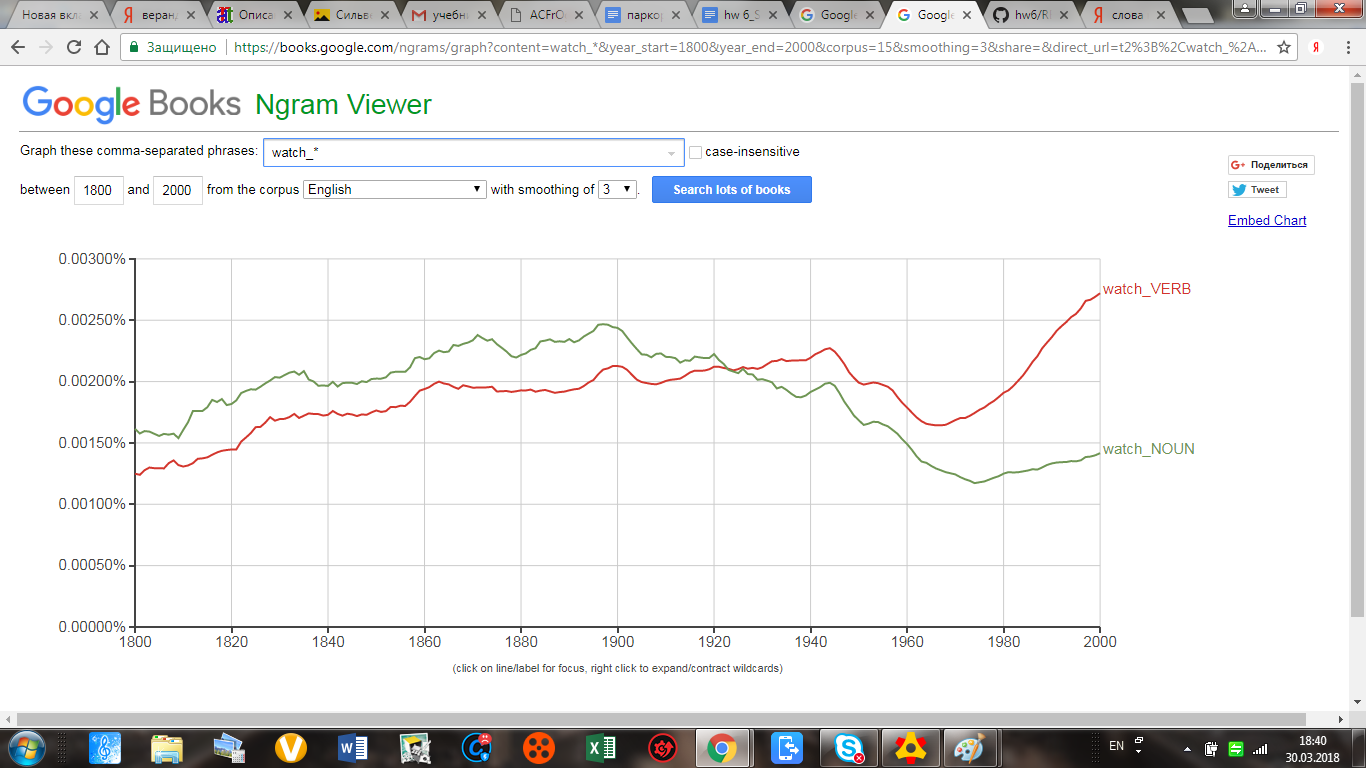 Новая вкл
веранд
Описа
Сильв
учебн
ACFrO
паркор
hw 6_S
Google
Google
hw6/R
слова
Защищено https://books.google.com/ngrams/graph?content=watch_*&year_start=1800&year_end=2000&corpus=15&smoothing=3&share=&direct_url=t2%3B%2Cwatch_%2A...
Google Books Ngram Viewer
Graph these comma-separated phrases: watch_* case-insensitive
between 1800 and 2000 from the corpus English with smoothing of 3. Search lots of books
Поделиться
Tweet
Embed Chart
0.00300%
watch_VERB
0.00250%
0.00200%
0.00150%
watch_NOUN
0.00100%
0.00050%
0.00000%
1800 1820 1840 1860 1880 1900 1920 1940 1960 1980 2000
(click on line/label for focus, right click to expand/contract wildcards)
EN
18:40
30.03.2018